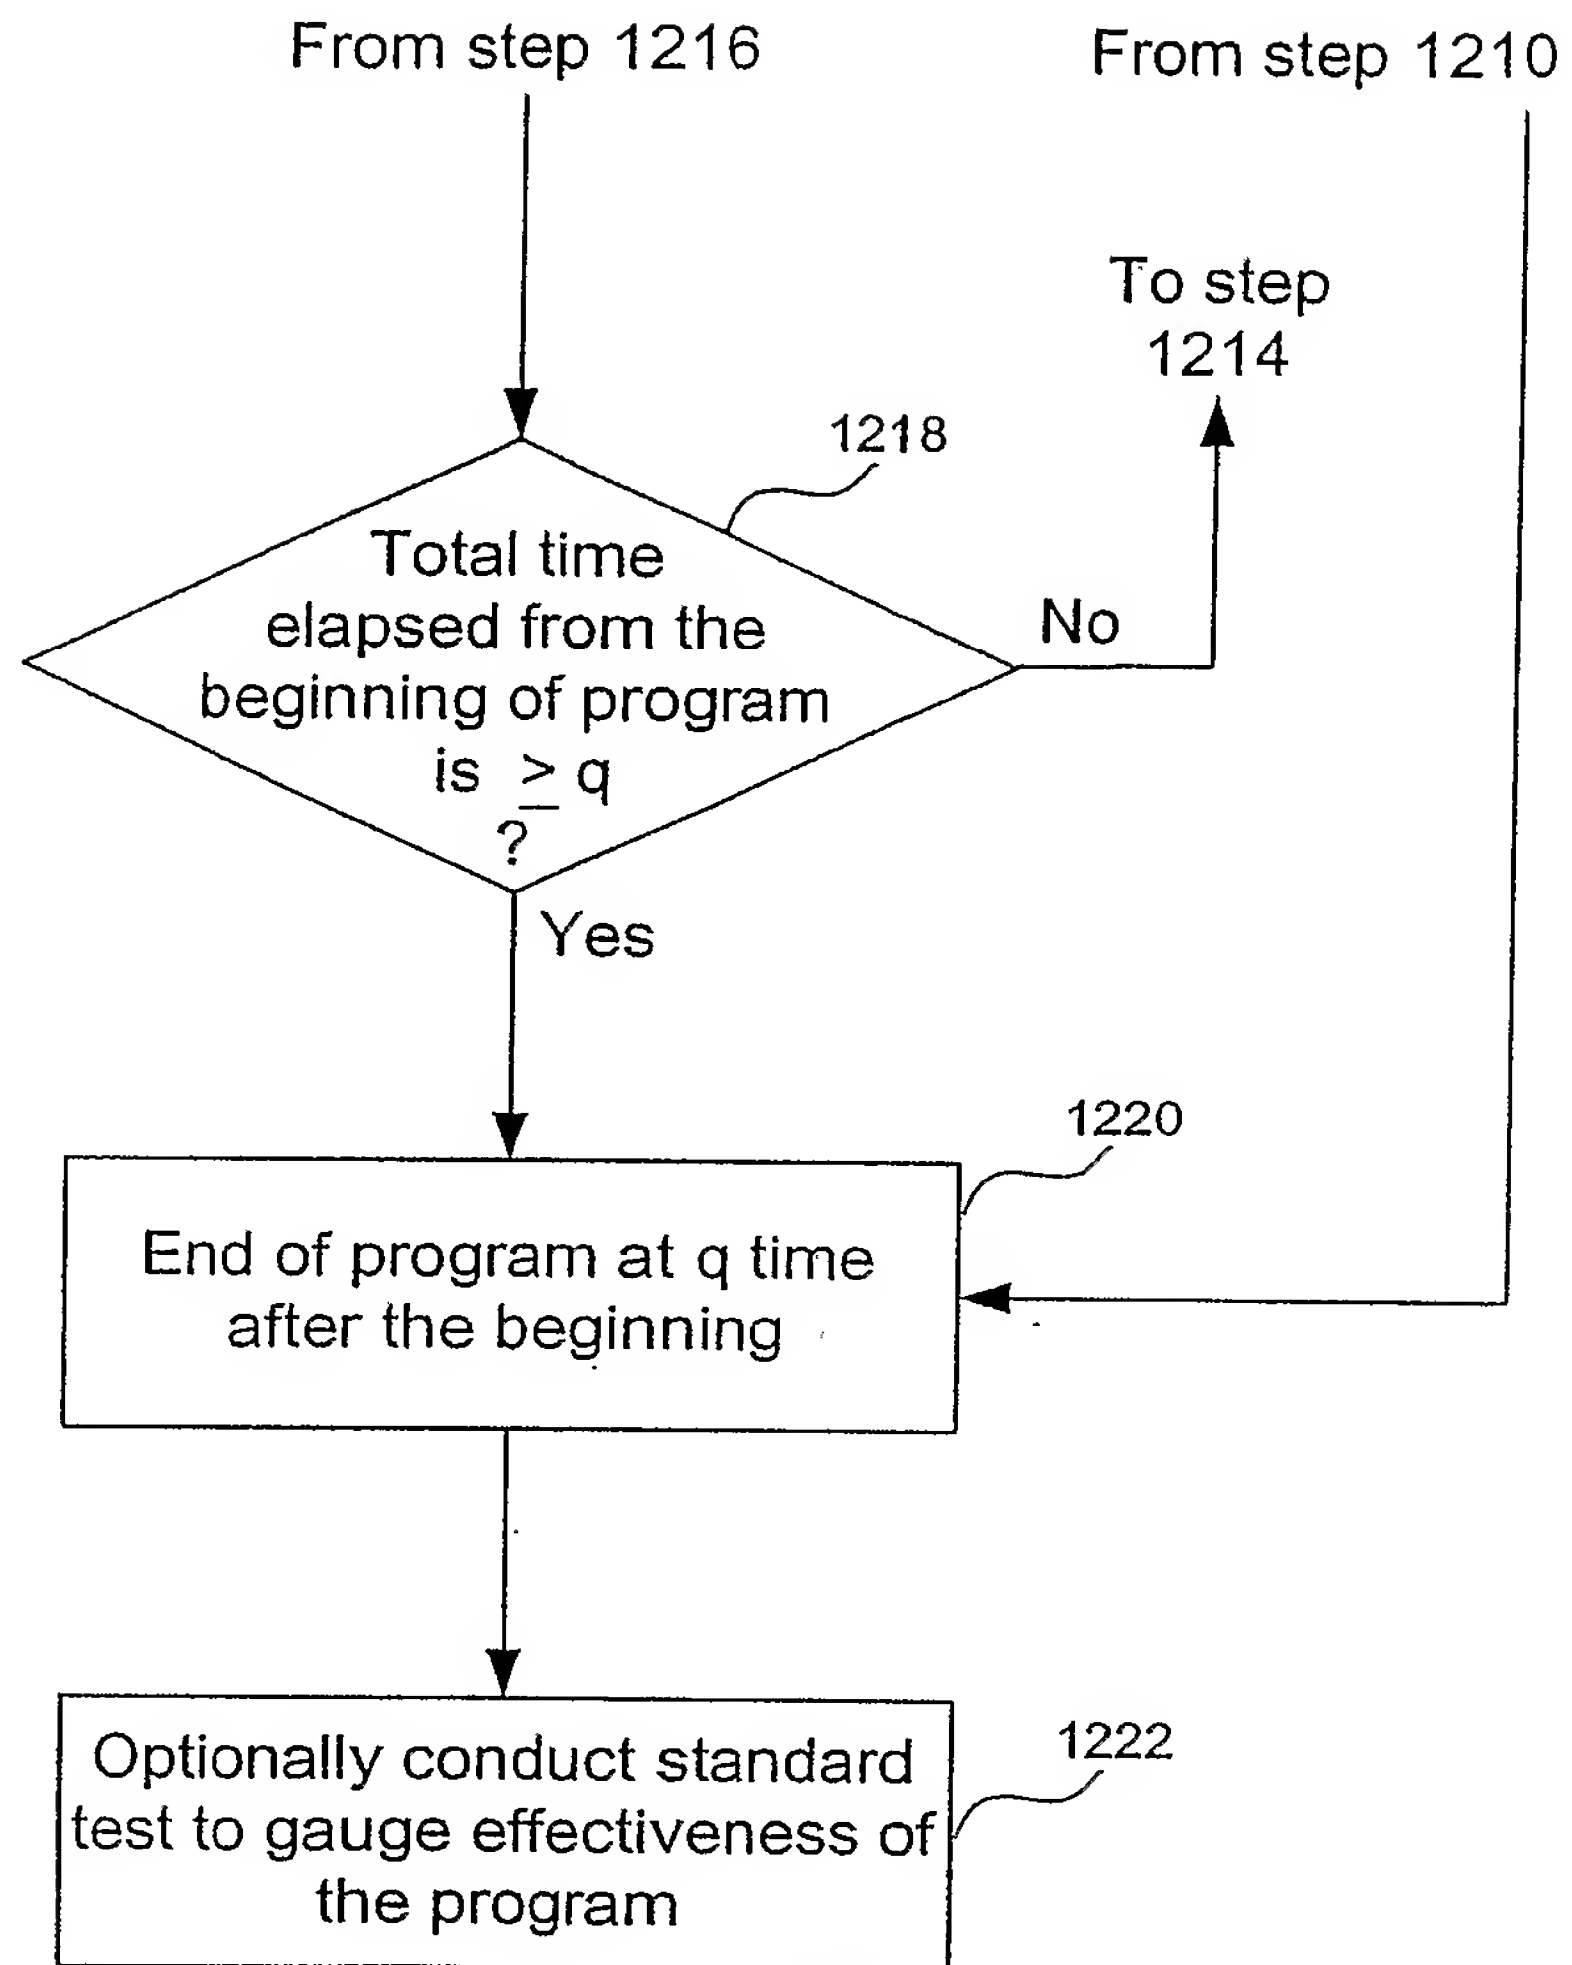 From step 1216
From step 1210
To step
1214
1218
Total time
elapsed from the
beginning of program
is ≥ q
?
No
Yes
1220
End of program at q time
after the beginning
1222
Optionally conduct standard
test to gauge effectiveness of
the program